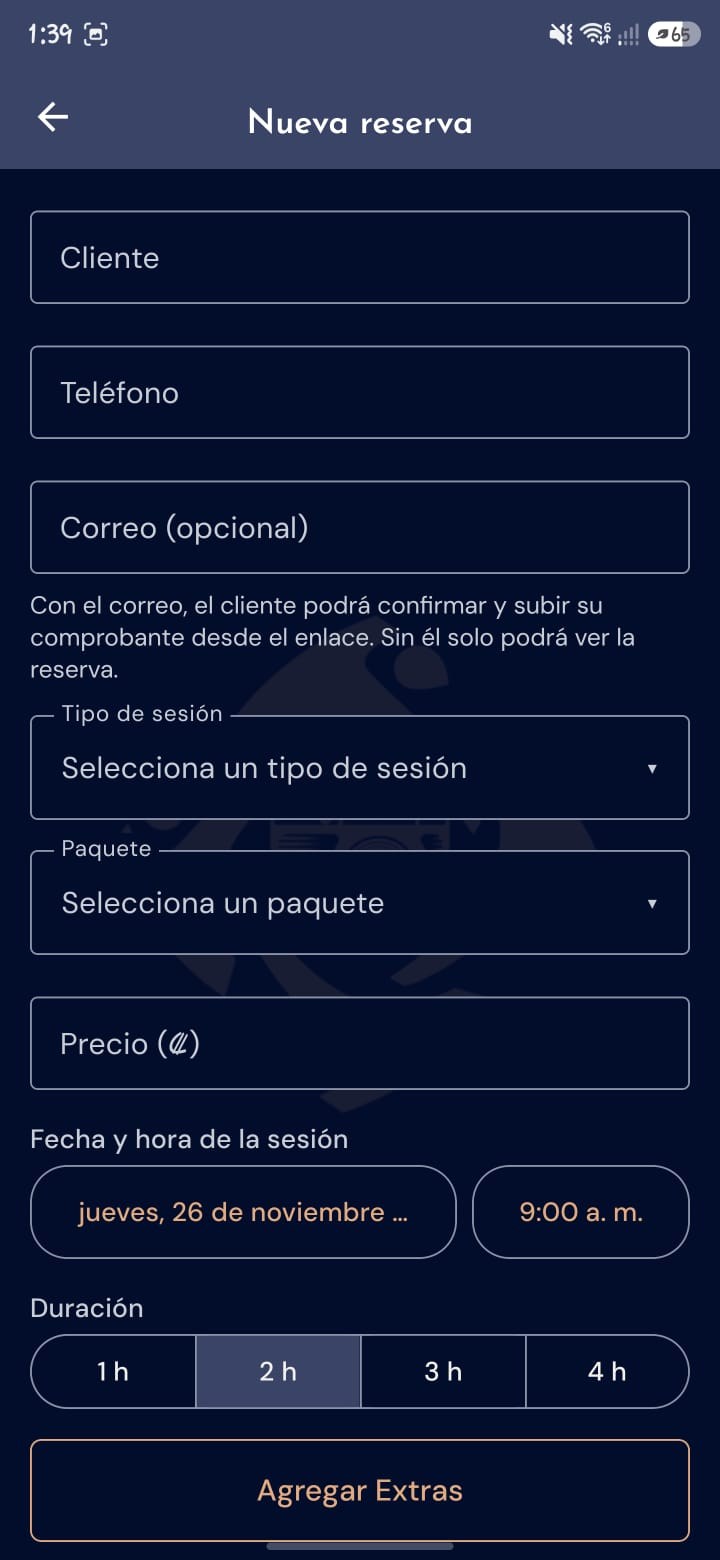 1:39
6
65
Nueva reserva
Cliente
Teléfono
Correo (opcional)
Con el correo, el cliente podrá confirmar y subir su
comprobante desde el enlace. Sin él solo podrá ver la
reserva.
Tipo de sesión
Selecciona un tipo de sesión
Paquete
Selecciona un paquete
Precio (₡)
Fecha y hora de la sesión
jueves, 26 de noviembre ...
9:00 a. m.
Duración
1 h
2 h
3 h
4 h
Agregar Extras